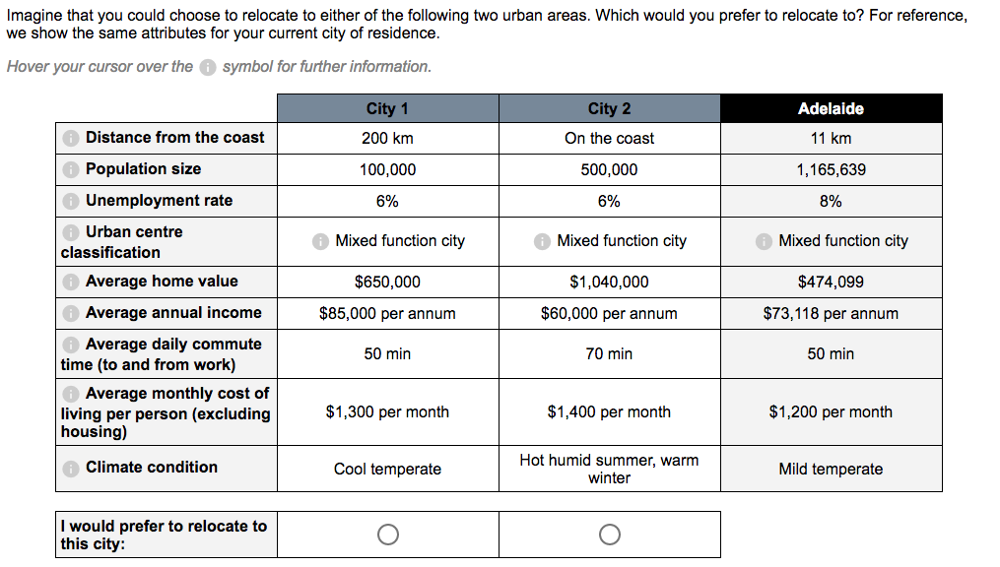 Imagine that you could choose to relocate to either of the following two urban areas. Which would you prefer to relocate to? For reference,
we show the same attributes for your current city of residence.
Hover your cursor over the i symbol for further information.
City 1 City 2 Adelaide
i Distance from the coast 200 km On the coast 11 km
i Population size 100,000 500,000 1,165,639
i Unemployment rate 6% 6% 8%
i Urban centre
classification i Mixed function city i Mixed function city i Mixed function city
i Average home value $650,000 $1,040,000 $474,099
i Average annual income $85,000 per annum $60,000 per annum $73,118 per annum
i Average daily commute
time (to and from work) 50 min 70 min 50 min
i Average monthly cost of
living per person (excluding
housing) $1,300 per month $1,400 per month $1,200 per month
i Climate condition Cool temperate Hot humid summer, warm
winter Mild temperate
I would prefer to relocate to
this city: